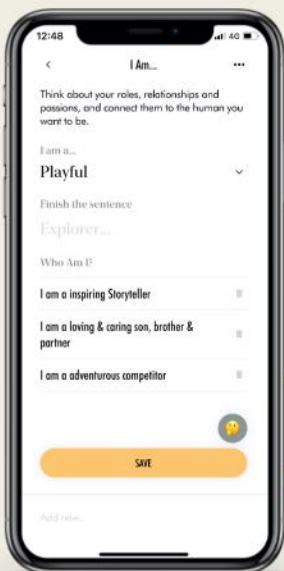 12:48
4G
I Am...
Think about your roles, relationships and
passions, and connect them to the human you
want to be.
I am a...
Playful
Finish the sentence
Explorer...
Who Am I?
I am a inspiring Storyteller
I am a loving & caring son, brother &
partner
I am a adventurous competitor
SAVE
Add new...